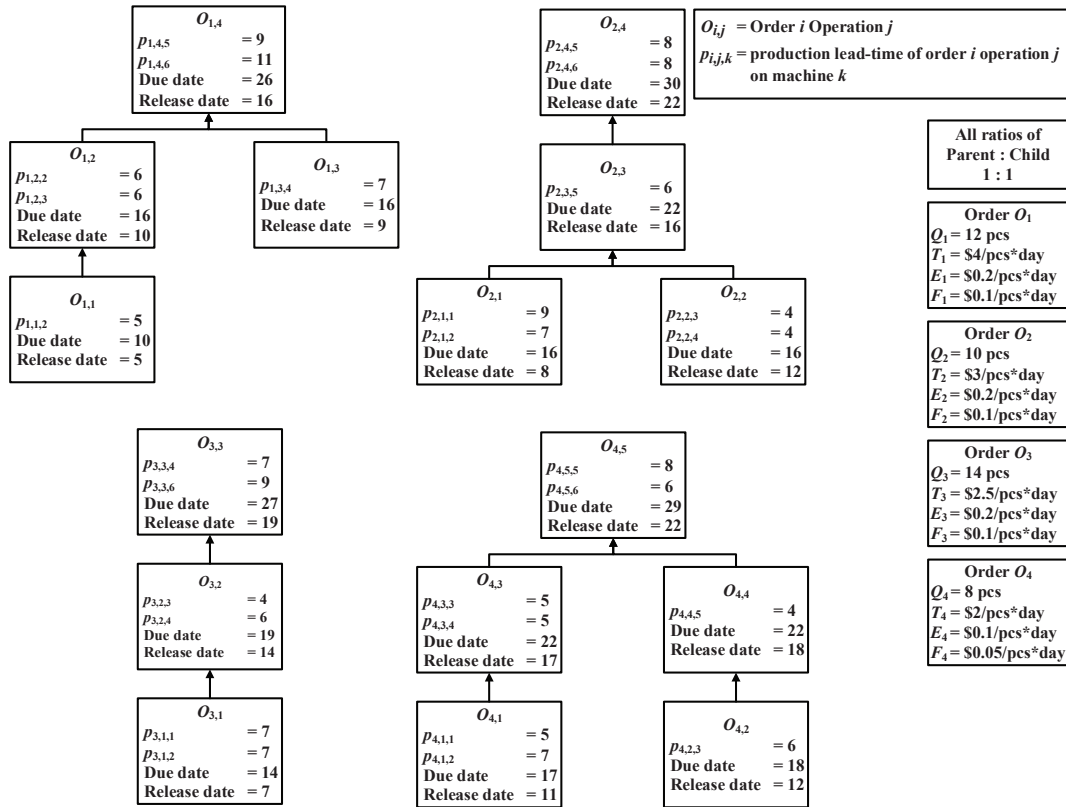 O1,4
p1,4,5 = 9
p1,4,6 = 11
Due date = 26
Release date = 16
O1,2
p1,2,2 = 6
p1,2,3 = 6
Due date = 16
Release date = 10
O1,3
p1,3,4 = 7
Due date = 16
Release date = 9
O1,1
p1,1,2 = 5
Due date = 10
Release date = 5
O2,4
p2,4,5 = 8
p2,4,6 = 8
Due date = 30
Release date = 22
O2,3
p2,3,5 = 6
Due date = 22
Release date = 16
O2,1
p2,1,1 = 9
p2,1,2 = 7
Due date = 16
Release date = 8
O2,2
p2,2,3 = 4
p2,2,4 = 4
Due date = 16
Release date = 12
Oi,j = Order i Operation j
pi,j,k = production lead-time of order i operation j
on machine k
All ratios of
Parent : Child
1 : 1
Order O1
Q1 = 12 pcs
T1 = $4/pcs*day
E1 = $0.2/pcs*day
F1 = $0.1/pcs*day
Order O2
Q2 = 10 pcs
T2 = $3/pcs*day
E2 = $0.2/pcs*day
F2 = $0.1/pcs*day
Order O3
Q3 = 14 pcs
T3 = $2.5/pcs*day
E3 = $0.2/pcs*day
F3 = $0.1/pcs*day
Order O4
Q4 = 8 pcs
T4 = $2/pcs*day
E4 = $0.1/pcs*day
F4 = $0.05/pcs*day
O3,3
p3,3,4 = 7
p3,3,6 = 9
Due date = 27
Release date = 19
O3,2
p3,2,3 = 4
p3,2,4 = 6
Due date = 19
Release date = 14
O3,1
p3,1,1 = 7
p3,1,2 = 7
Due date = 14
Release date = 7
O4,5
p4,5,5 = 8
p4,5,6 = 6
Due date = 29
Release date = 22
O4,3
p4,3,3 = 5
p4,3,4 = 5
Due date = 22
Release date = 17
O4,4
p4,4,5 = 4
Due date = 22
Release date = 18
O4,1
p4,1,1 = 5
p4,1,2 = 7
Due date = 17
Release date = 11
O4,2
p4,2,3 = 6
Due date = 18
Release date = 12